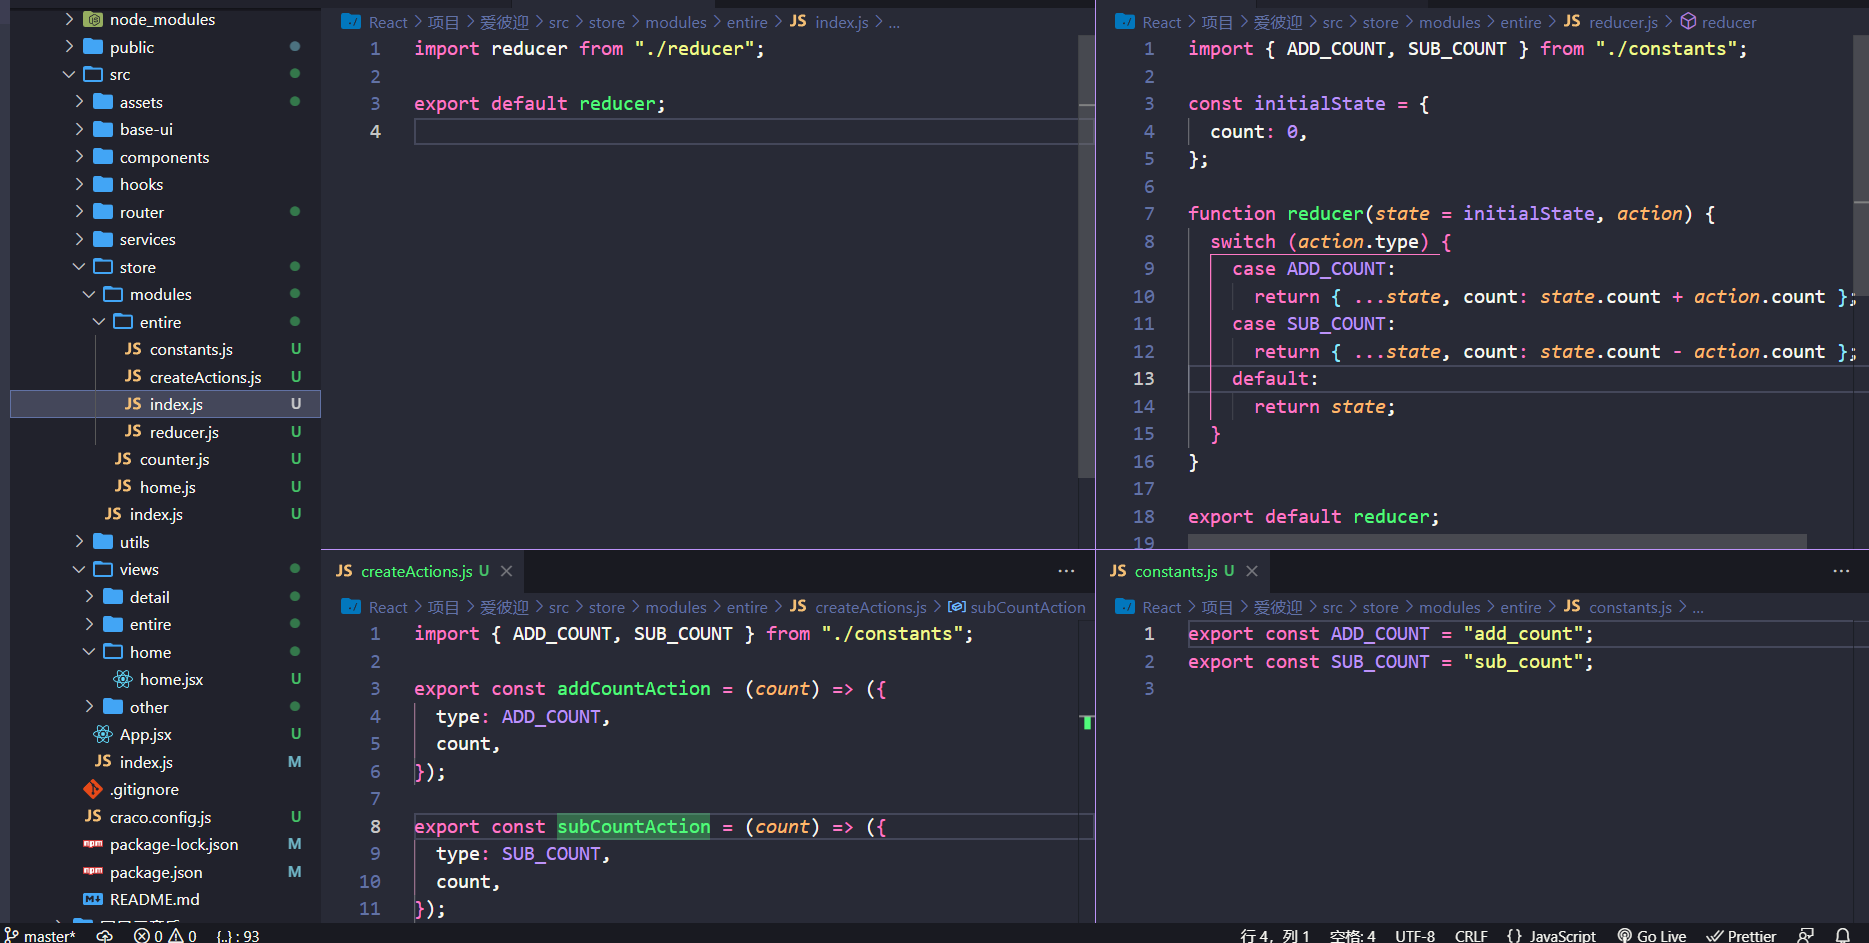 node_modules
public
src
assets
base-ui
components
hooks
router
services
store
modules
entire
JS constants.js U
JS createActions.js U
JS index.js U
JS reducer.js U
JS counter.js U
JS home.js U
JS index.js U
utils
views
detail
entire
home
home.jsx U
other
App.jsx U
JS index.js M
.gitignore
JS craco.config.js U
npm package-lock.json M
npm package.json M
README.md
React > 项目 > 爱彼迎 > src > store > modules > entire > JS index.js > ...
1 import reducer from "./reducer";
2
3 export default reducer;
4
React > 项目 > 爱彼迎 > src > store > modules > entire > JS reducer.js > reducer
1 import { ADD_COUNT, SUB_COUNT } from "./constants";
2
3 const initialState = {
4 count: 0,
5 };
6
7 function reducer(state = initialState, action) {
8 switch (action.type) {
9 case ADD_COUNT:
10 return { ...state, count: state.count + action.count };
11 case SUB_COUNT:
12 return { ...state, count: state.count - action.count };
13 default:
14 return state;
15 }
16 }
17
18 export default reducer;
19
JS createActions.js U ×
...
React > 项目 > 爱彼迎 > src > store > modules > entire > JS createActions.js > subCountAction
1 import { ADD_COUNT, SUB_COUNT } from "./constants";
2
3 export const addCountAction = (count) => ({
4 type: ADD_COUNT,
5 count,
6 });
7
8 export const subCountAction = (count) => ({
9 type: SUB_COUNT,
10 count,
11 });
JS constants.js U ×
...
React > 项目 > 爱彼迎 > src > store > modules > entire > JS constants.js > ...
1 export const ADD_COUNT = "add_count";
2 export const SUB_COUNT = "sub_count";
3
master* 0 0 {..} : 93 行 4，列 1 空格: 4 UTF-8 CRLF {} JavaScript Go Live Prettier